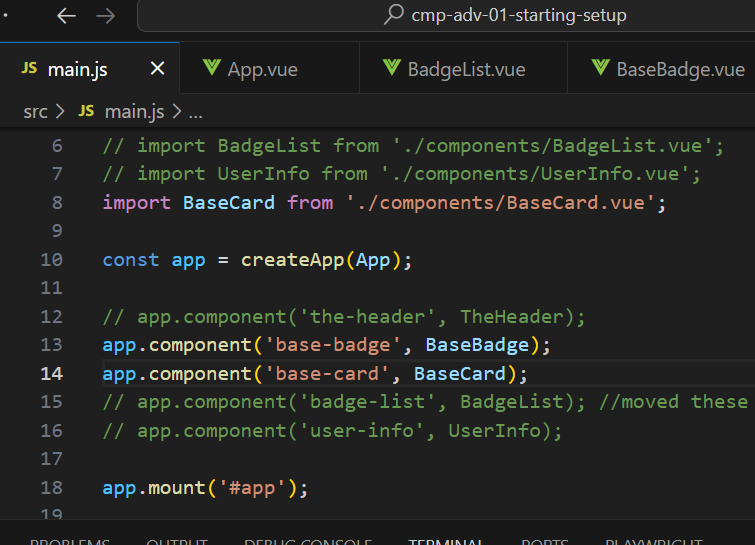 cmp-adv-01-starting-setup
JS main.js App.vue BadgeList.vue BaseBadge.vue
src > JS main.js > ...
6 // import BadgeList from './components/BadgeList.vue';
7 // import UserInfo from './components/UserInfo.vue';
8 import BaseCard from './components/BaseCard.vue';
9
10 const app = createApp(App);
11
12 // app.component('the-header', TheHeader);
13 app.component('base-badge', BaseBadge);
14 app.component('base-card', BaseCard);
15 // app.component('badge-list', BadgeList); //moved these
16 // app.component('user-info', UserInfo);
17
18 app.mount('#app');
19
PROBLEMS OUTPUT DEBUG CONSOLE TERMINAL PORTS PLAYWRIGHT